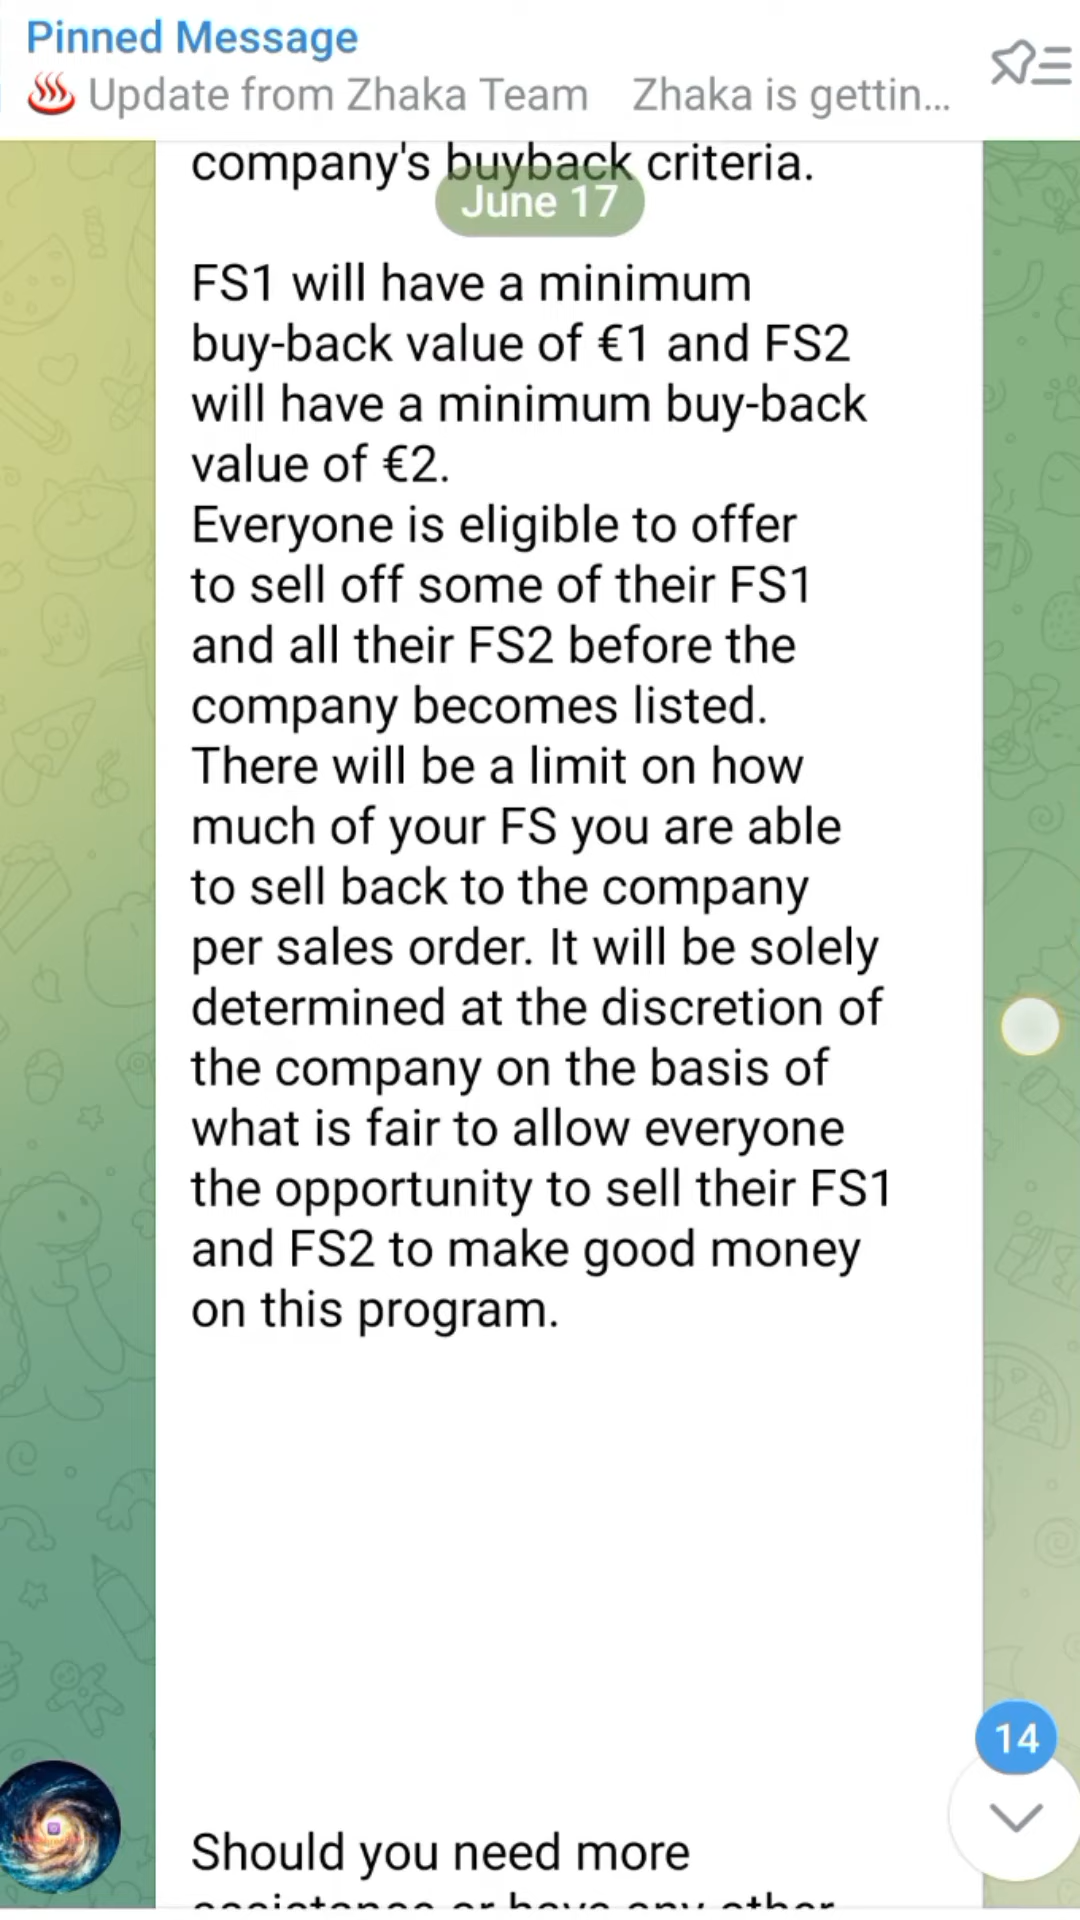 Pinned Message
Update from Zhaka Team Zhaka is gettin...
company's buyback criteria.
June 17
FS1 will have a minimum
buy-back value of €1 and FS2
will have a minimum buy-back
value of €2.
Everyone is eligible to offer
to sell off some of their FS1
and all their FS2 before the
company becomes listed.
There will be a limit on how
much of your FS you are able
to sell back to the company
per sales order. It will be solely
determined at the discretion of
the company on the basis of
what is fair to allow everyone
the opportunity to sell their FS1
and FS2 to make good money
on this program.
14
Should you need more
assistance or have any other